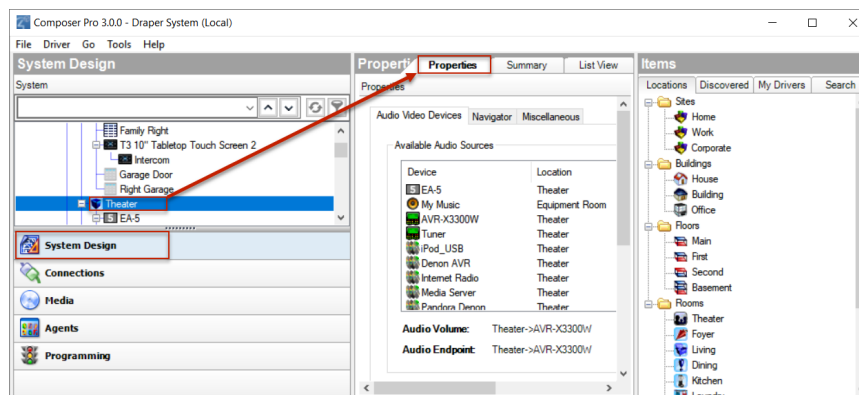 Composer Pro 3.0.0 - Draper System (Local)
File Driver Go Tools Help
System Design
System
Family Right
T3 10" Tabletop Touch Screen 2
Intercom
Garage Door
Right Garage
Theater
EA-5
System Design
Connections
Media
Agents
Programming
Properti
Properties Summary List View
Properties
Audio Video Devices Navigator Miscellaneous
Available Audio Sources
Device Location
EA-5 Theater
My Music Equipment Room
AVR-X3300W Theater
Tuner Theater
iPod_USB Theater
Denon AVR Theater
Internet Radio Theater
Media Server Theater
Pandora Denon Theater
Audio Volume: Theater->AVR-X3300W
Audio Endpoint: Theater->AVR-X3300W
Items
Locations Discovered My Drivers Search
Sites
Home
Work
Corporate
Buildings
House
Building
Office
Floors
Main
First
Second
Basement
Rooms
Theater
Foyer
Living
Dining
Kitchen